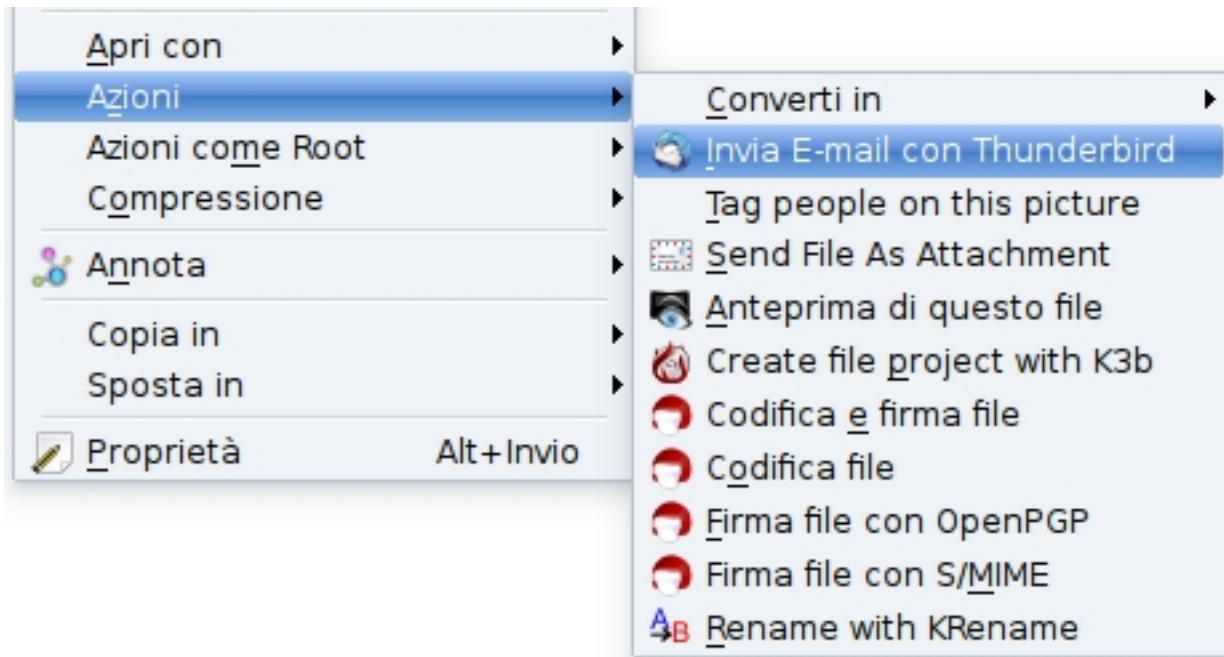 Apri con
Azioni
Azioni come Root
Compressione
Annota
Copia in
Sposta in
Proprietà Alt+Invio
Converti in
Invia E-mail con Thunderbird
Tag people on this picture
Send File As Attachment
Anteprima di questo file
Create file project with K3b
Codifica e firma file
Codifica file
Firma file con OpenPGP
Firma file con S/MIME
Rename with KRename